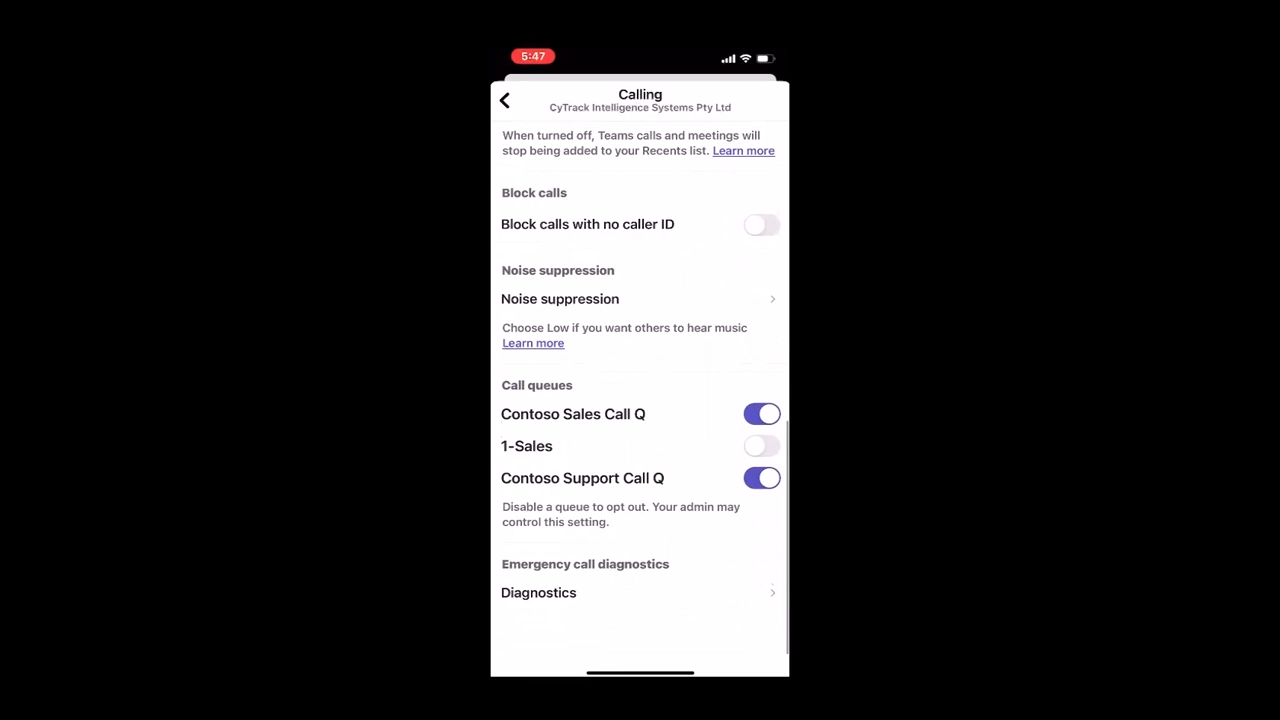 5:47
Calling
CyTrack Intelligence Systems Pty Ltd
When turned off, Teams calls and meetings will
stop being added to your Recents list. Learn more
Block calls
Block calls with no caller ID
Noise suppression
Noise suppression
Choose Low if you want others to hear music
Learn more
Call queues
Contoso Sales Call Q
1-Sales
Contoso Support Call Q
Disable a queue to opt out. Your admin may
control this setting.
Emergency call diagnostics
Diagnostics